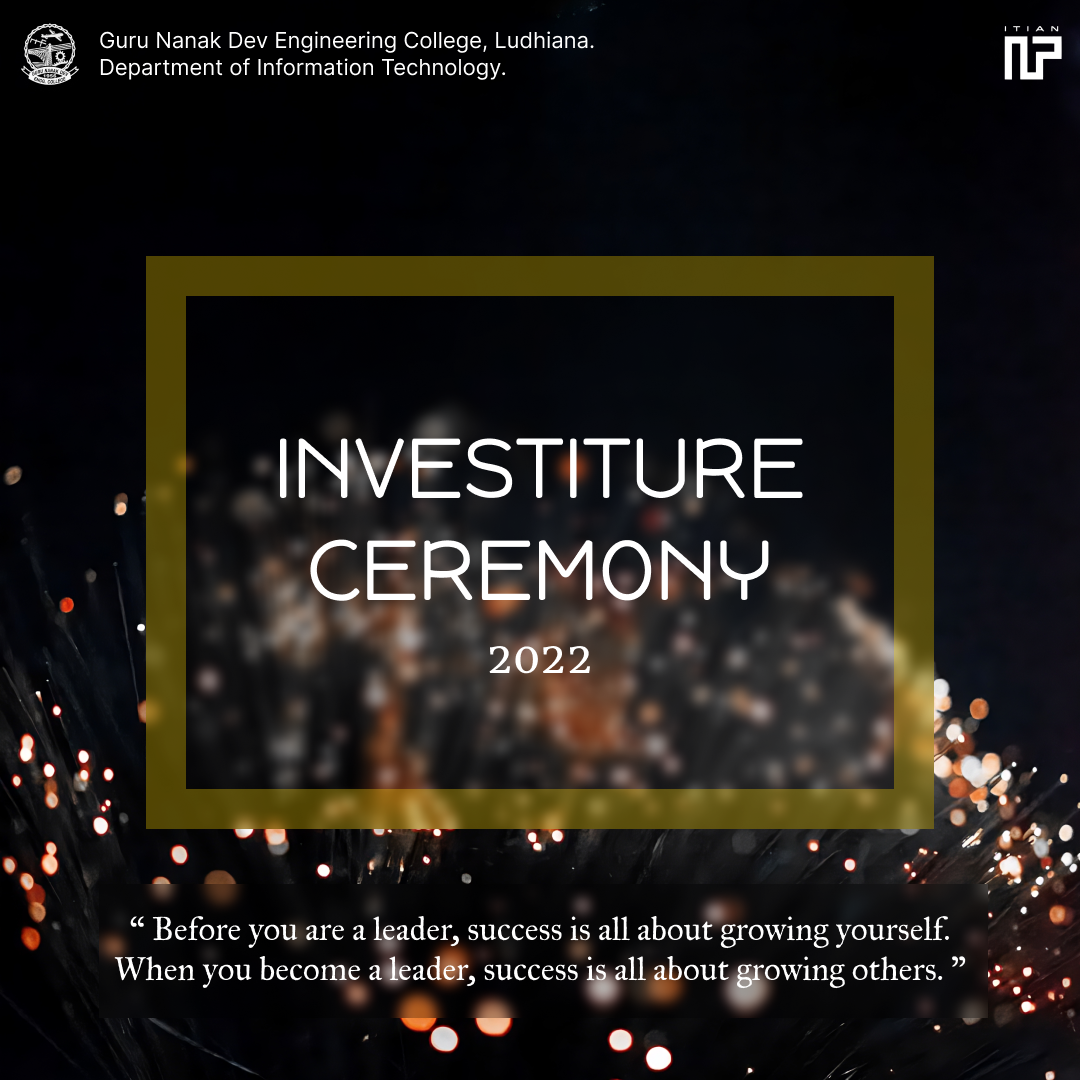 Guru Nanak Dev Engineering College, Ludhiana.
Department of Information Technology.
ITIAN
INVESTITURE
CEREMONY
2022
“ Before you are a leader, success is all about growing yourself.
When you become a leader, success is all about growing others. ”